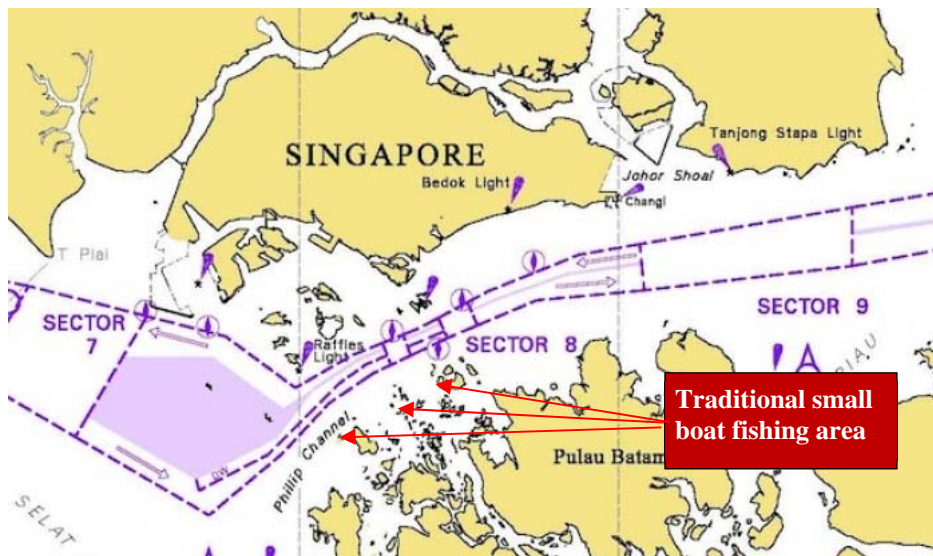 SINGAPORE
Tanjong Stapa Light
Bedok Light
Johor Shoal
Changi
T Piai
SECTOR
7
SECTOR 9
SECTOR 8
Raffles
Light
A
RIAU
Traditional small
boat fishing area
Phillip Channel
Pulau Batam
DW
SELAT